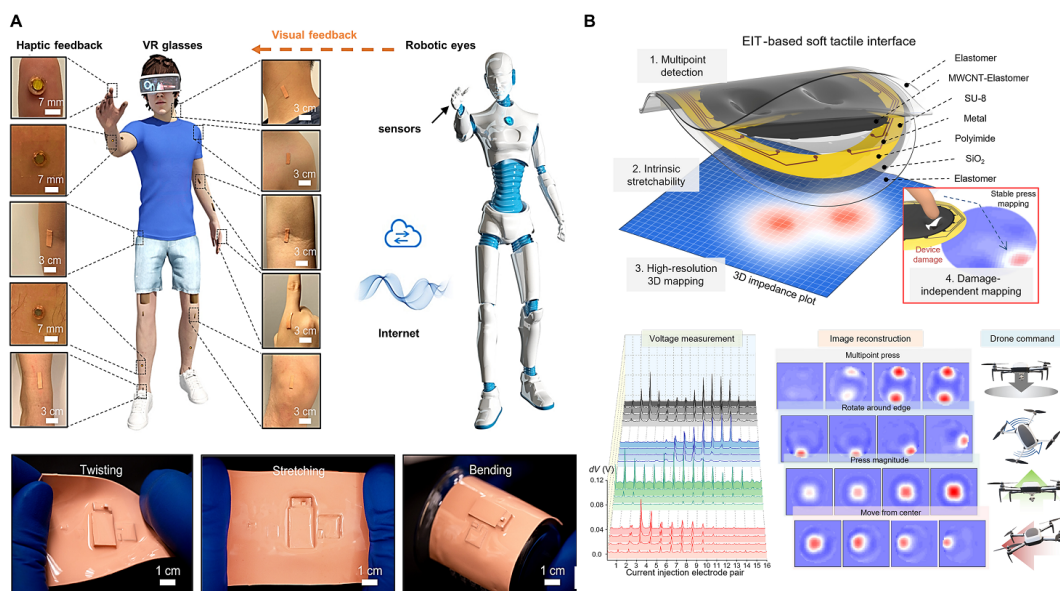 A
Haptic feedback
VR glasses
Visual feedback
Robotic eyes
7 mm
3 cm
sensors
3 cm
7 mm
3 cm
3 cm
7 mm
3 cm
Internet
3 cm
3 cm
Twisting
1 cm
Stretching
1 cm
Bending
1 cm
B
EIT-based soft tactile interface
1. Multipoint
detection
Elastomer
MWCNT-Elastomer
SU-8
Metal
Polyimide
SiO2
Elastomer
2. Intrinsic
stretchability
Stable press
mapping
Device
damage
3. High-resolution
3D mapping
3D impedance plot
4. Damage-
independent mapping
Voltage measurement
Image reconstruction
Drone command
Multipoint press
Rotate around edge
Press magnitude
Move from center
dV (V)
0.12
0.08
0.04
0.0
1 2 3 4 5 6 7 8 9 10 11 12 13 14 15 16
Current injection electrode pair